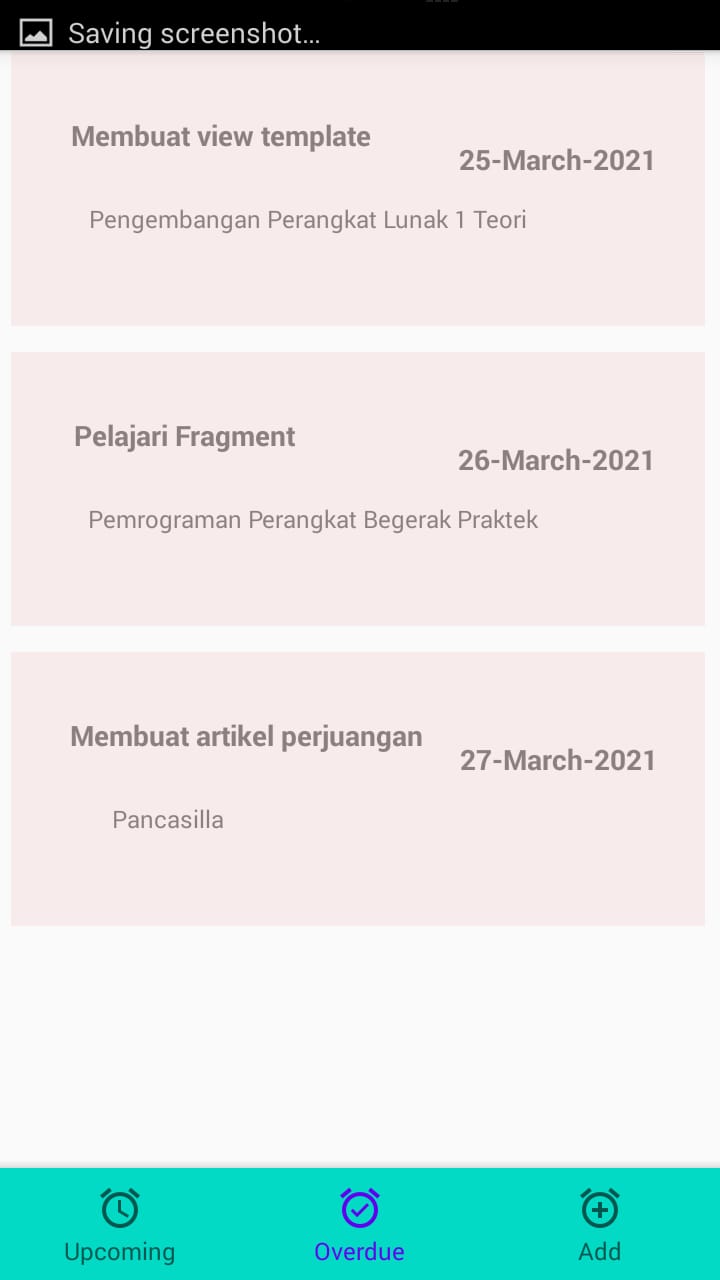 Saving screenshot...
Membuat view template
25-March-2021
Pengembangan Perangkat Lunak 1 Teori
Pelajari Fragment
26-March-2021
Pemrograman Perangkat Begerak Praktek
Membuat artikel perjuangan
27-March-2021
Pancasilla
Upcoming
Overdue
Add